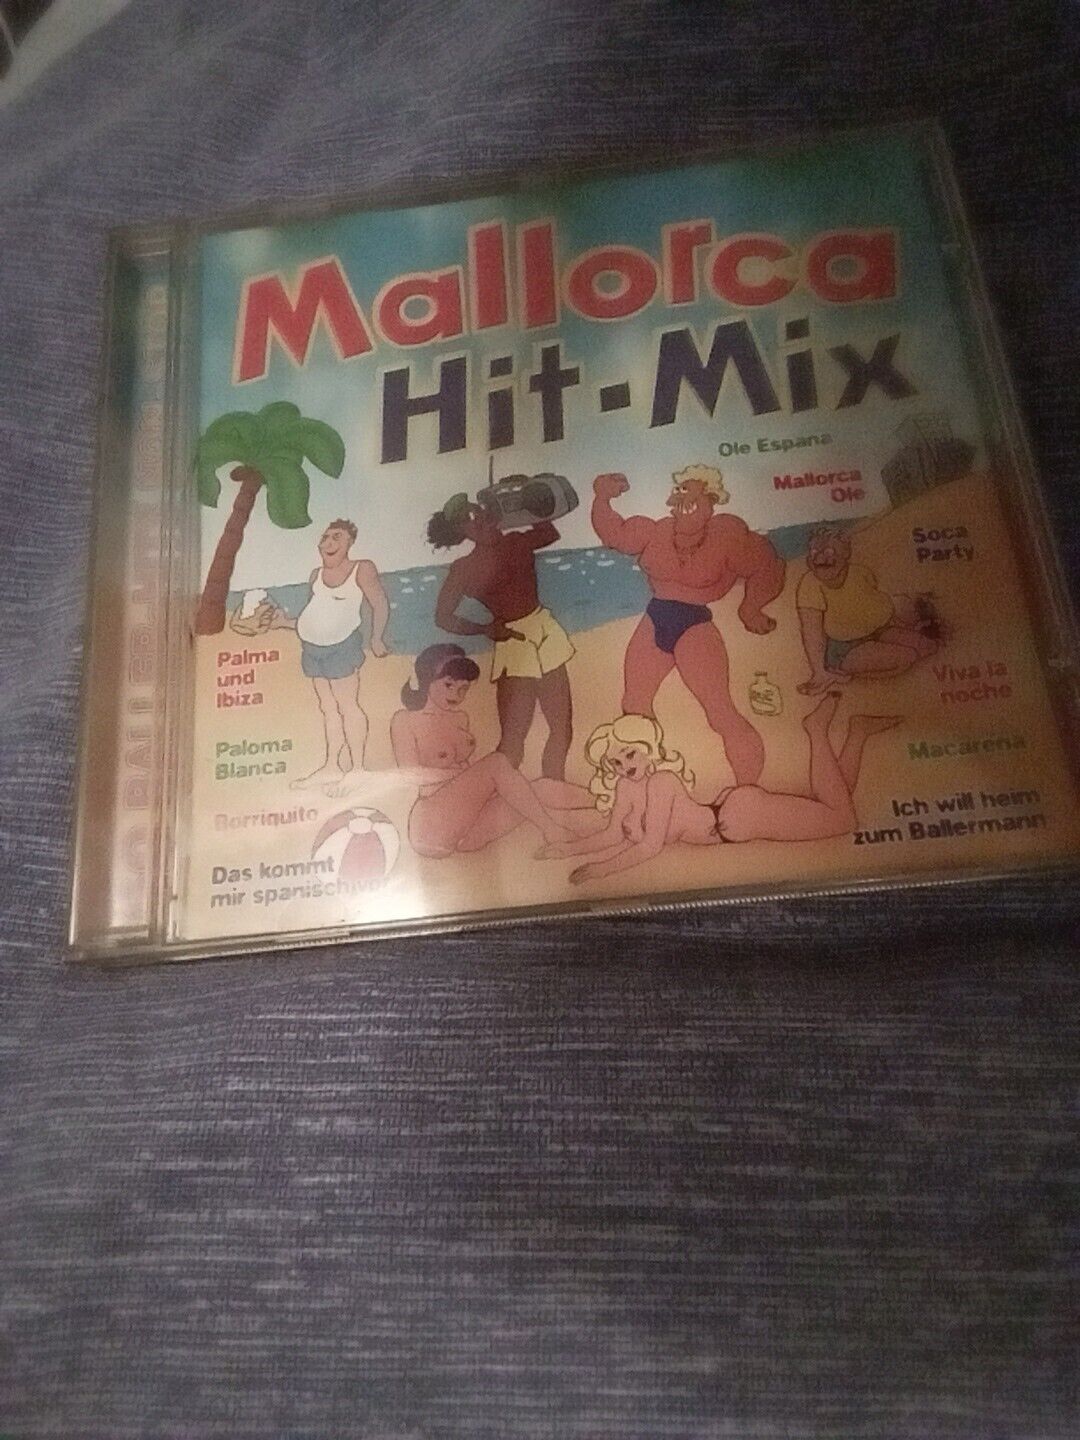 Mallorca
Hit-Mix
Ole Espana
Mallorca
Ole
Soca
Party
Palma
und
Ibiza
Viva la
noche
Paloma
Blanca
Macarena
Borriquito
Ich will heim
zum Ballermann
Das kommt
mir spanisch vor